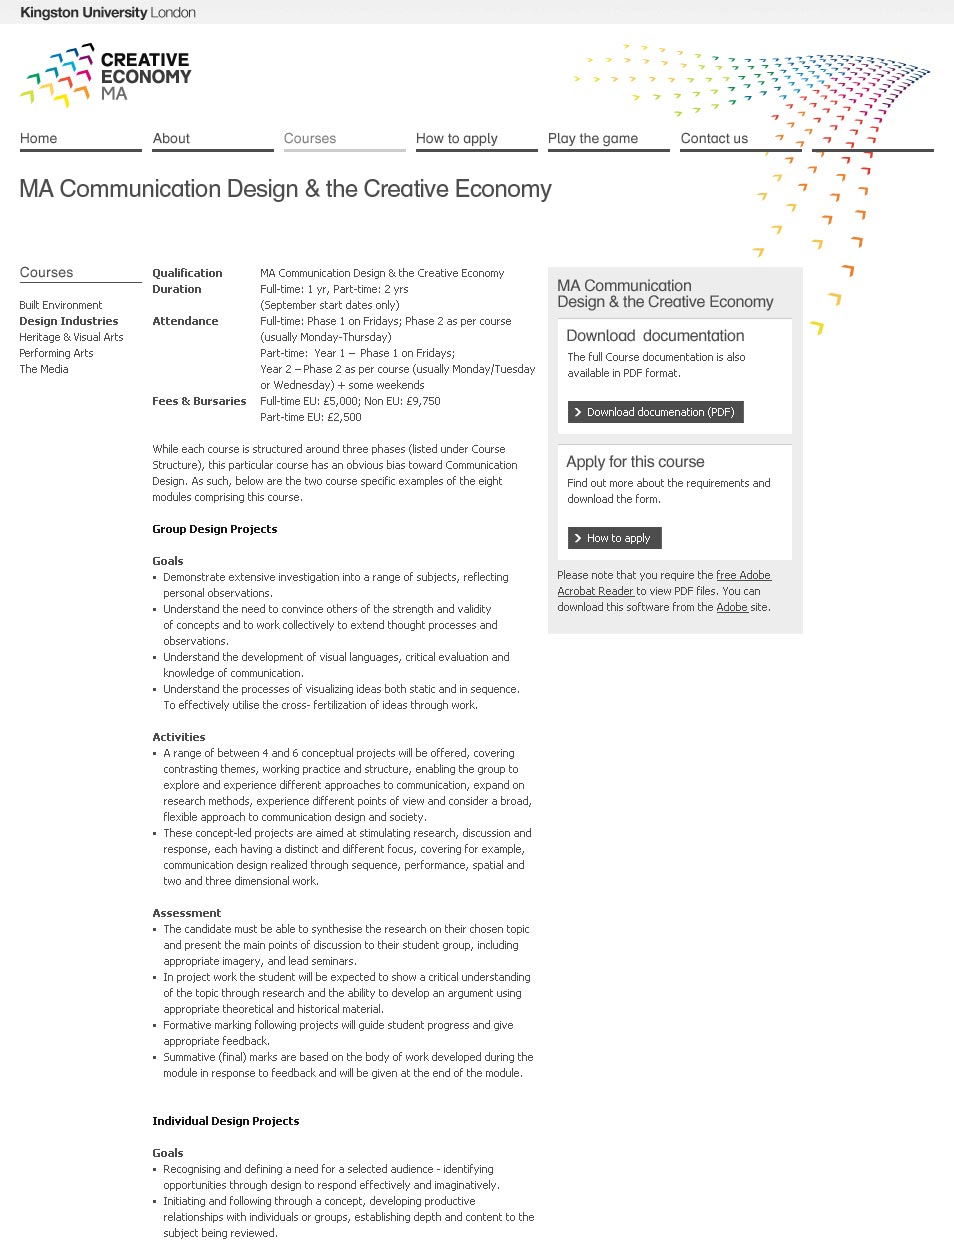 Kingston University London
CREATIVE
ECONOMY
MA
Home
About
Courses
How to apply
Play the game
Contact us
MA Communication Design & the Creative Economy
Courses
Built Environment
Design Industries
Heritage & Visual Arts
Performing Arts
The Media
Qualification MA Communication Design & the Creative Economy
Duration Full-time: 1 yr, Part-time: 2 yrs
(September start dates only)
Attendance Full-time: Phase 1 on Fridays; Phase 2 as per course
(usually Monday-Thursday)
Part-time: Year 1 – Phase 1 on Fridays;
Year 2 – Phase 2 as per course (usually Monday/Tuesday
or Wednesday) + some weekends
Fees & Bursaries Full-time EU: £5,000; Non EU: £9,750
Part-time EU: £2,500
While each course is structured around three phases (listed under Course
Structure), this particular course has an obvious bias toward Communication
Design. As such, below are the two course specific examples of the eight
modules comprising this course.
Group Design Projects
Goals
▪ Demonstrate extensive investigation into a range of subjects, reflecting
personal observations.
▪ Understand the need to convince others of the strength and validity
of concepts and to work collectively to extend thought processes and
observations.
▪ Understand the development of visual languages, critical evaluation and
knowledge of communication.
▪ Understand the processes of visualizing ideas both static and in sequence.
To effectively utilise the cross- fertilization of ideas through work.
Activities
▪ A range of between 4 and 6 conceptual projects will be offered, covering
contrasting themes, working practice and structure, enabling the group to
explore and experience different approaches to communication, expand on
research methods, experience different points of view and consider a broad,
flexible approach to communication design and society.
▪ These concept-led projects are aimed at stimulating research, discussion and
response, each having a distinct and different focus, covering for example,
communication design realized through sequence, performance, spatial and
two and three dimensional work.
Assessment
▪ The candidate must be able to synthesise the research on their chosen topic
and present the main points of discussion to their student group, including
appropriate imagery, and lead seminars.
▪ In project work the student will be expected to show a critical understanding
of the topic through research and the ability to develop an argument using
appropriate theoretical and historical material.
▪ Formative marking following projects will guide student progress and give
appropriate feedback.
▪ Summative (final) marks are based on the body of work developed during the
module in response to feedback and will be given at the end of the module.
Individual Design Projects
Goals
▪ Recognising and defining a need for a selected audience - identifying
opportunities through design to respond effectively and imaginatively.
▪ Initiating and following through a concept, developing productive
relationships with individuals or groups, establishing depth and content to the
subject being reviewed.
MA Communication
Design & the Creative Economy
Download documentation
The full Course documentation is also
available in PDF format.
Download documenation (PDF)
Apply for this course
Find out more about the requirements and
download the form.
How to apply
Please note that you require the free Adobe
Acrobat Reader to view PDF files. You can
download this software from the Adobe site.